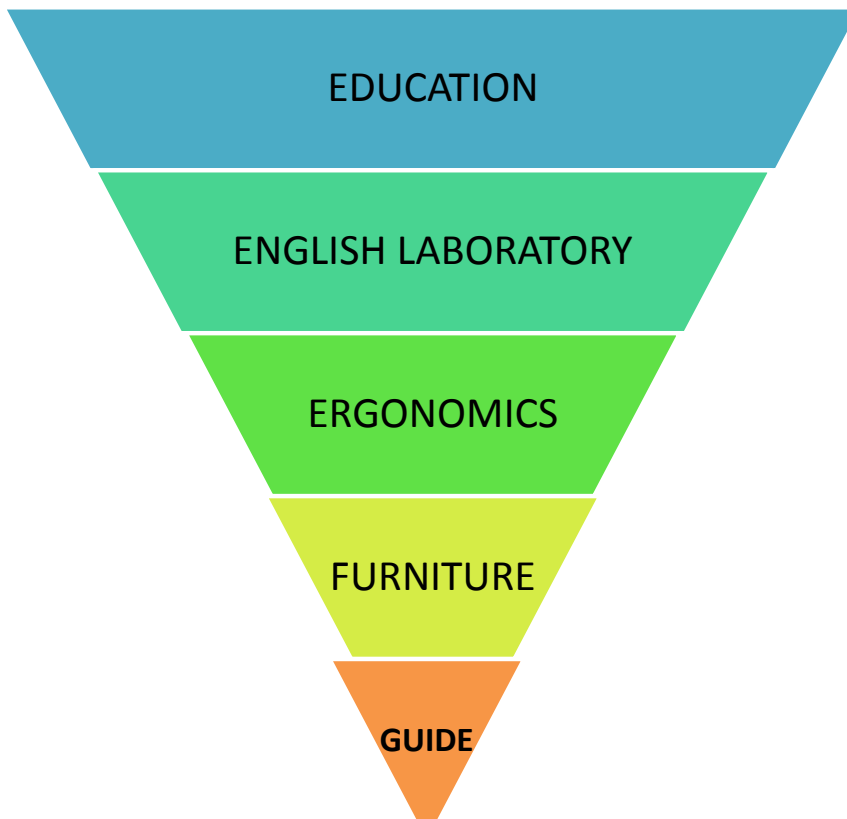 EDUCATION
ENGLISH LABORATORY
ERGONOMICS
FURNITURE
GUIDE